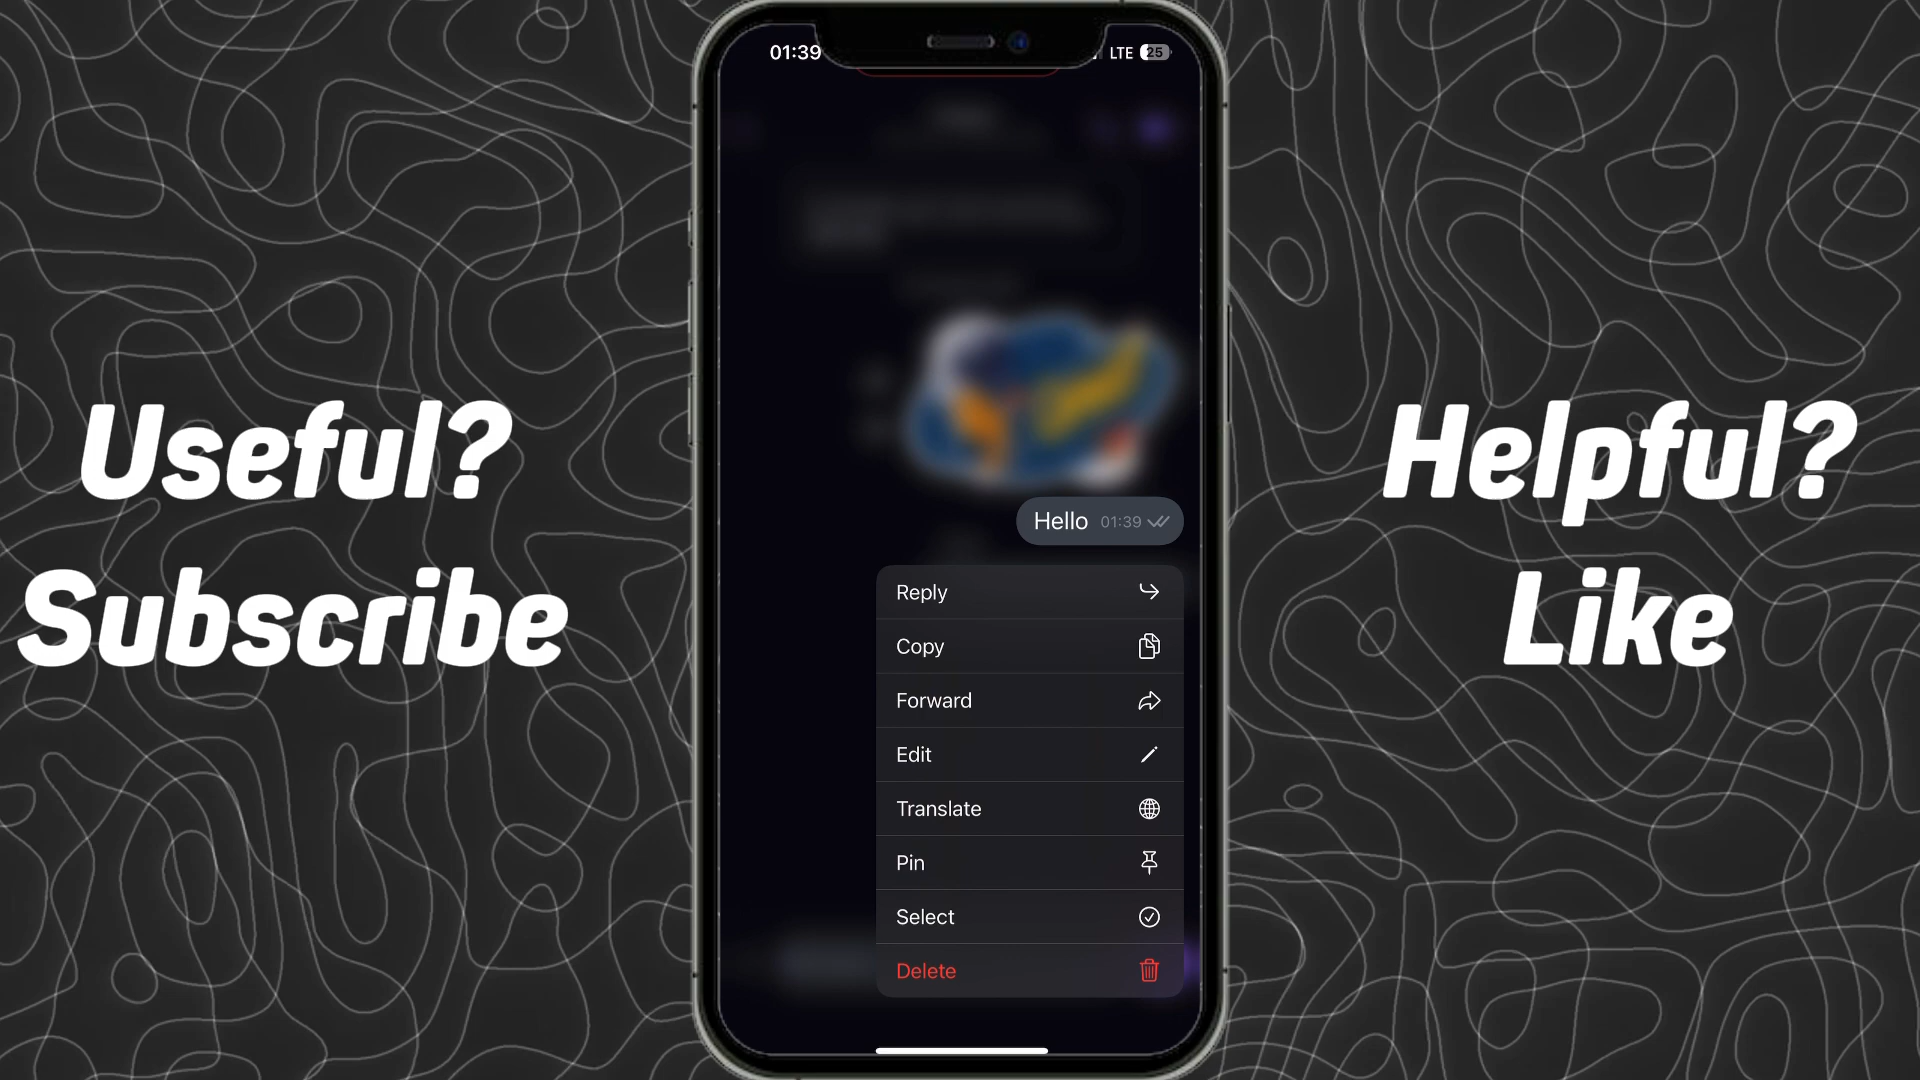 01:39
LTE 25
Useful?
Subscribe
Helpful?
Like
Hello 01:39
Reply
Copy
Forward
Edit
Translate
Pin
Select
Delete